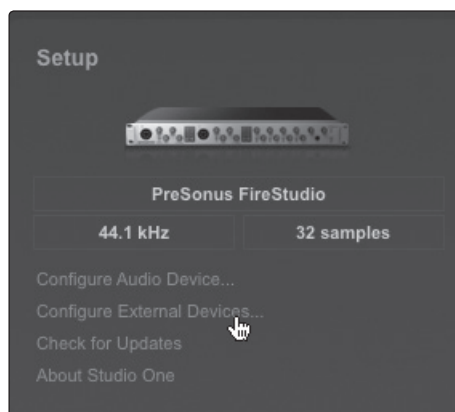 Setup
PreSonus FireStudio
44.1 kHz 32 samples
Configure Audio Device...
Configure External Devices...
Check for Updates
About Studio One